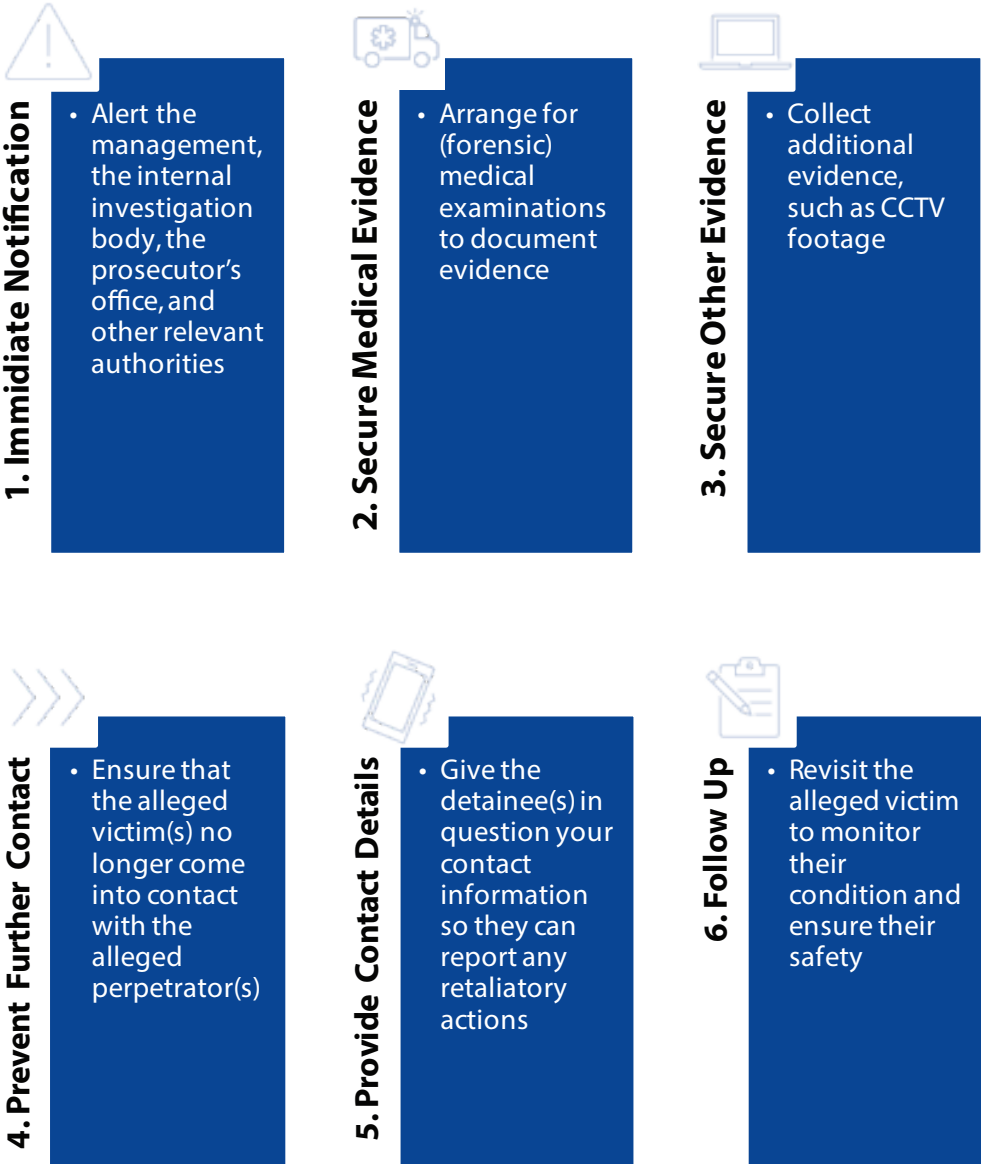 1. Immidiate Notification
• Alert the
management,
the internal
investigation
body, the
prosecutor's
office, and
other relevant
authorities
2. Secure Medical Evidence
• Arrange for
(forensic)
medical
examinations
to document
evidence
3. Secure Other Evidence
• Collect
additional
evidence,
such as CCTV
footage
4. Prevent Further Contact
• Ensure that
the alleged
victim(s) no
longer come
into contact
with the
alleged
perpetrator(s)
5. Provide Contact Details
• Give the
detainee(s) in
question your
contact
information
so they can
report any
retaliatory
actions
6. Follow Up
• Revisit the
alleged victim
to monitor
their
condition and
ensure their
safety